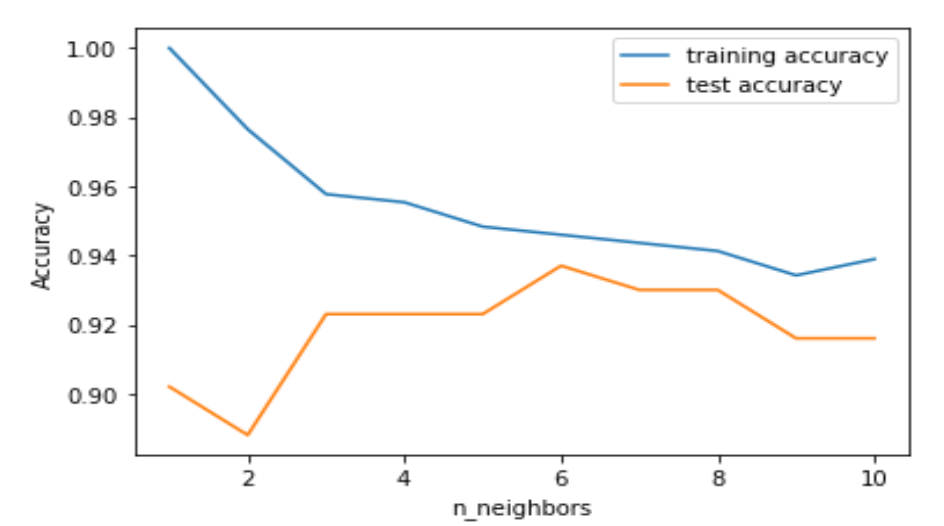 1.00
0.98
0.96
0.94
0.92
0.90
Accuracy
training accuracy
test accuracy
2 4 6 8 10
n_neighbors